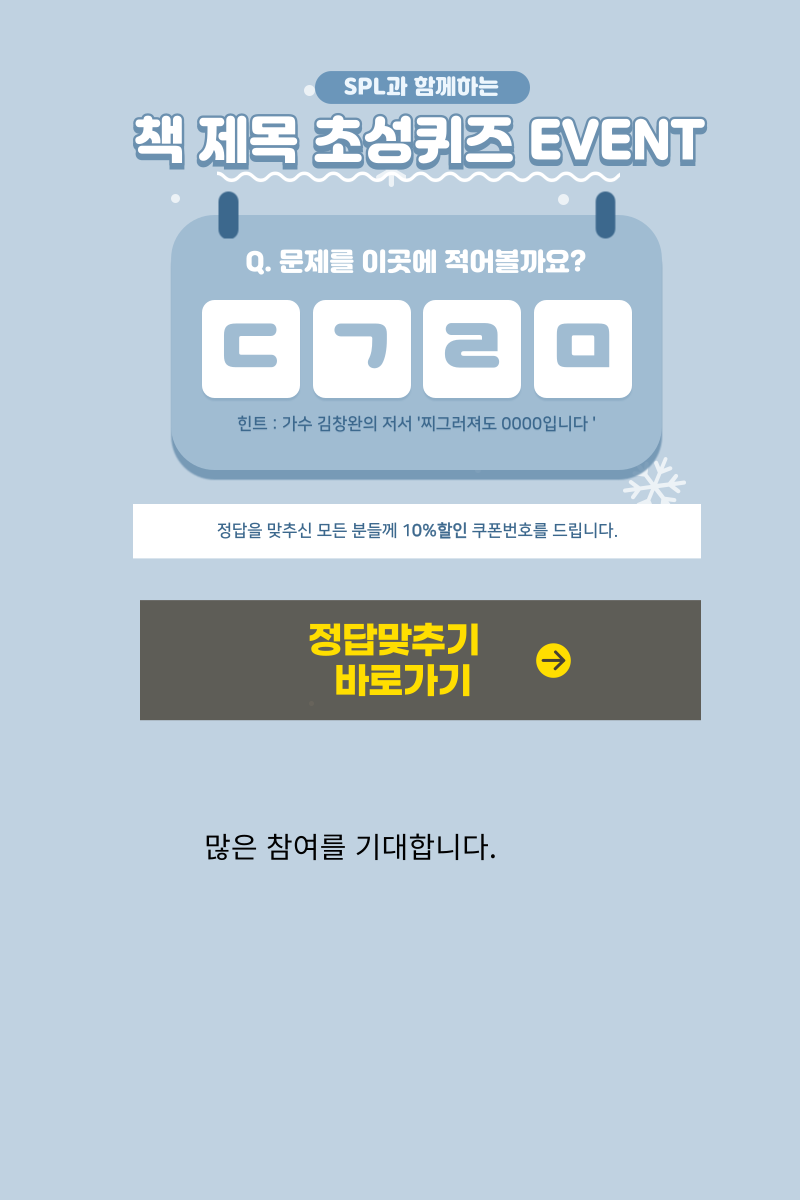 SPL과 함께하는
책 제목 초성퀴즈 EVENT
Q. 문제를 이곳에 적어볼까요?
ㄷㄱㄹㅁ
힌트 : 가수 김창완의 저서 '찌그러져도 0000입니다 '
정답을 맞추신 모든 분들께 10%할인 쿠폰번호를 드립니다.
정답맞추기
바로가기
많은 참여를 기대합니다.